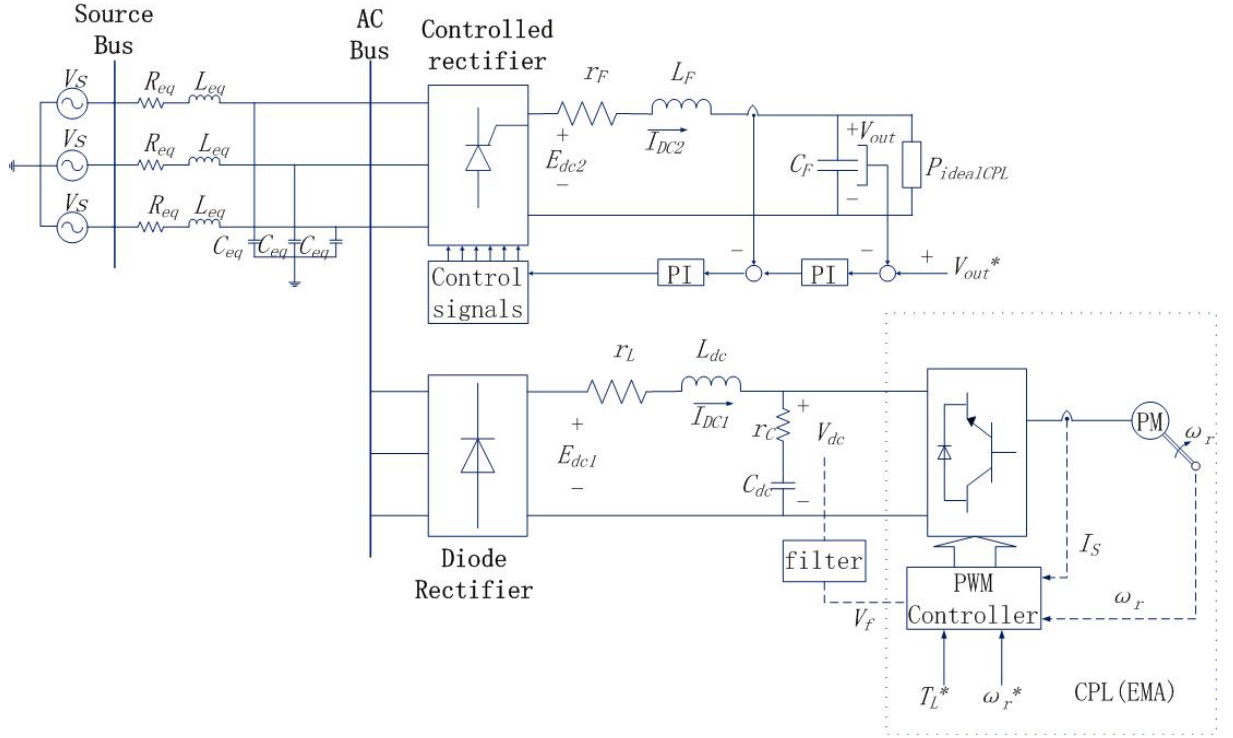 Source
Bus
AC
Bus
Controlled
rectifier
VS
Req
Leq
rF
LF
IDC2
+
Edc2
−
+
Vout
CF
−
PidealCPL
VS
Req
Leq
VS
Req
Leq
Ceq
Ceq
Ceq
Control
signals
PI
−
PI
−
+
Vout*
rL
Ldc
IDC1
+
Edc1
−
+
rC
Vdc
Cdc
−
PM
ωr
Diode
Rectifier
filter
Vf
PWM
Controller
IS
ωr
TL*
ωr*
CPL(EMA)